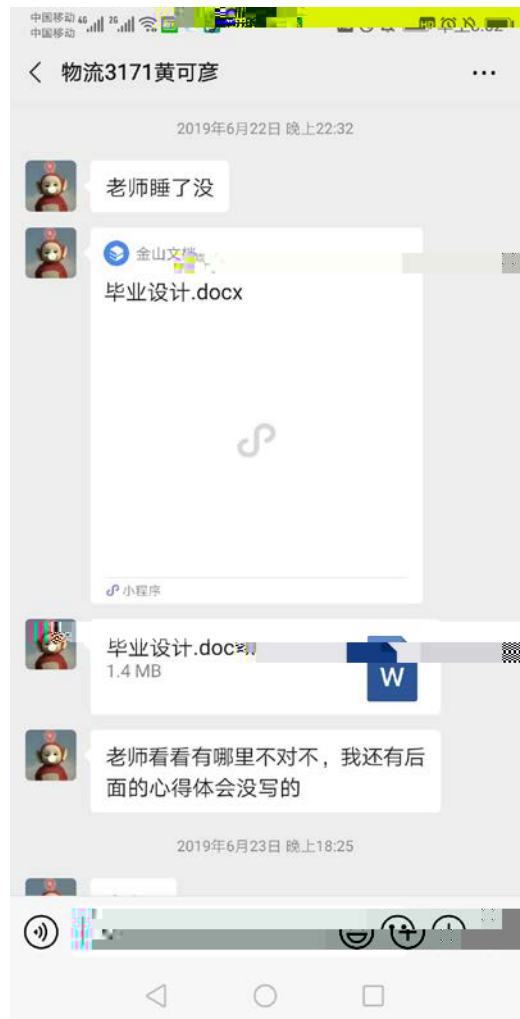 中国移动 4G 2G
中国移动
物流3171黄可彦
2019年6月22日 晚上22:32
老师睡了没
金山文档
毕业设计.docx
小程序
毕业设计.doc
1.4 MB
W
老师看看有哪里不对不，我还有后
面的心得体会没写的
2019年6月23日 晚上18:25